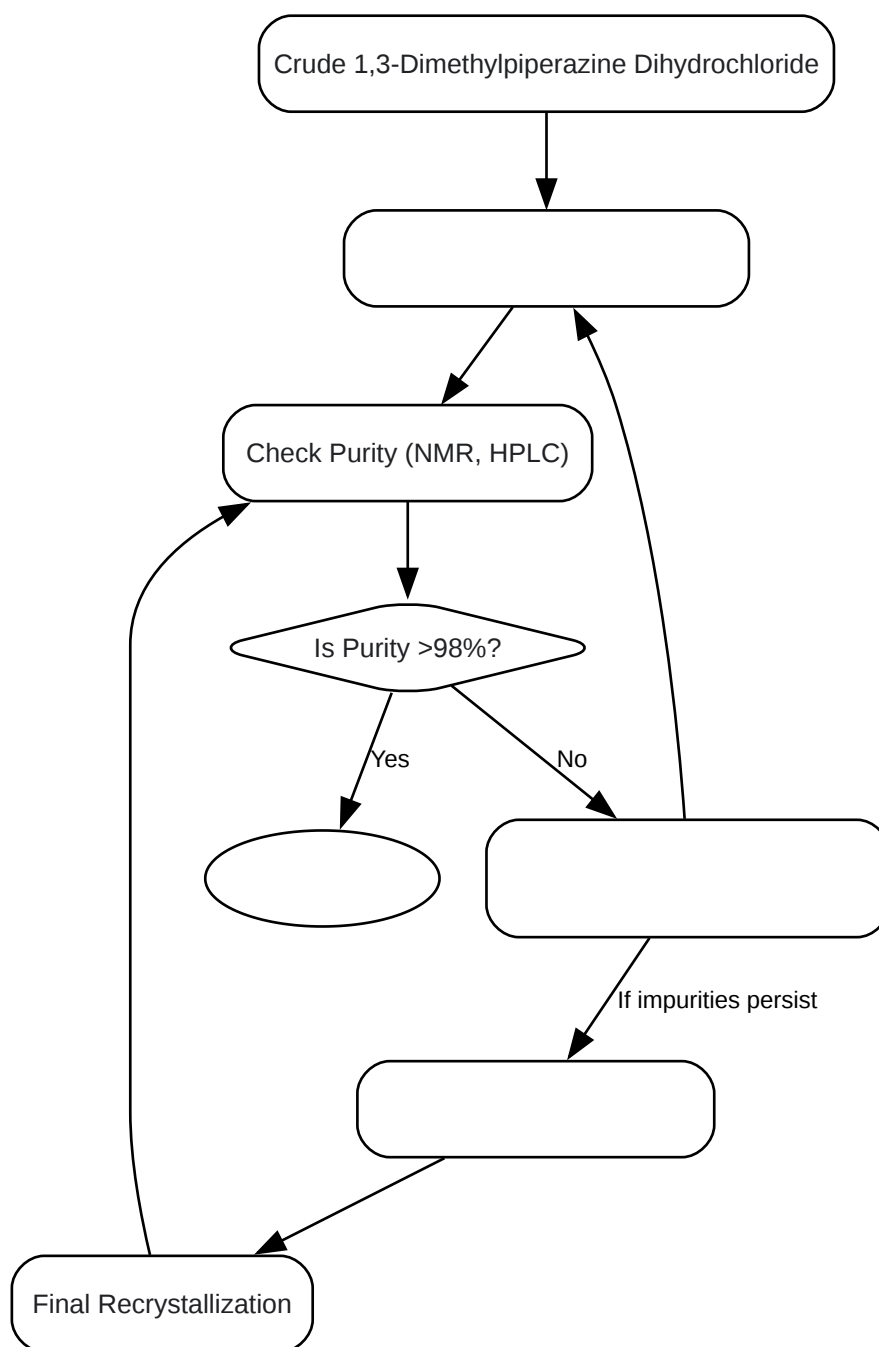 Crude 1,3-Dimethylpiperazine Dihydrochloride
Check Purity (NMR, HPLC)
Is Purity >98%?
Yes
No
If impurities persist
Final Recrystallization